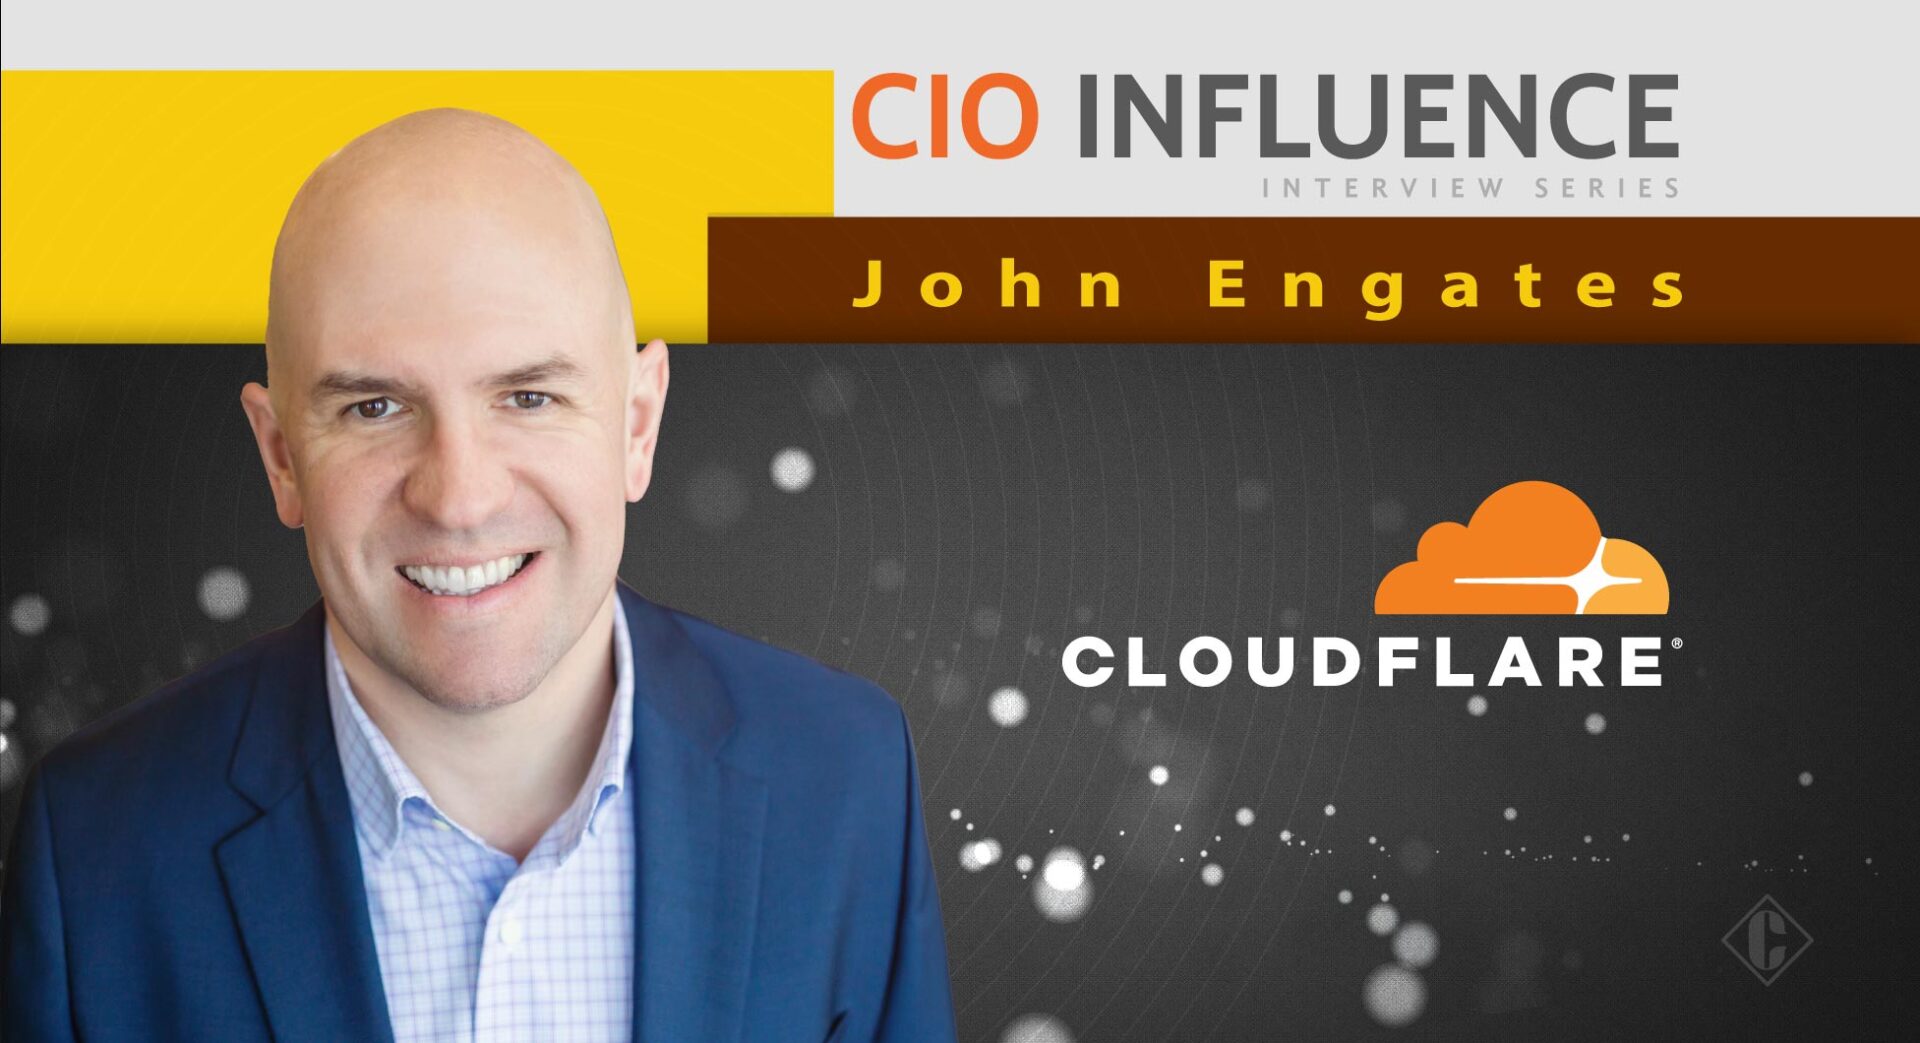 CIO INFLUENCE
INTERVIEW SERIES
John Engates
CLOUDFLARE®
C